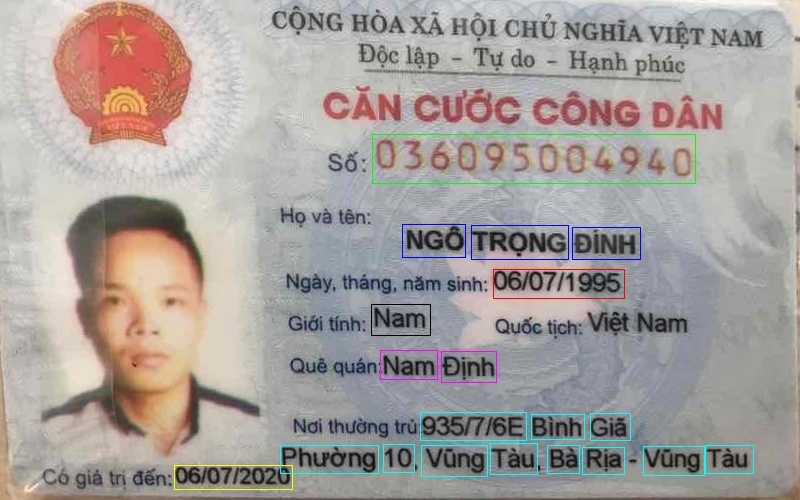 CỘNG HÒA XÃ HỘI CHỦ NGHĨA VIỆT NAM
Độc lập - Tự do - Hạnh phúc
CĂN CƯỚC CÔNG DÂN
Số: 036095004940
Họ và tên:
NGÔ TRỌNG ĐÍNH
Ngày, tháng, năm sinh: 06/07/1995
Giới tính: Nam Quốc tịch: Việt Nam
Quê quán: Nam Định
Nơi thường trú: 935/7/6E Bình Giã
Phường 10, Vũng Tàu, Bà Rịa - Vũng Tàu
Có giá trị đến: 06/07/2020